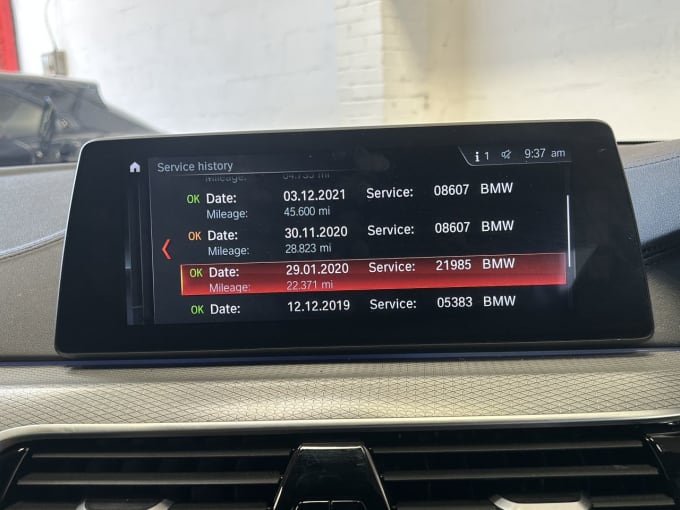 Service history
1 9:37 am
Mileage:
OK Date: 03.12.2021 Service: 08607 BMW
Mileage: 45.600 mi
OK Date: 30.11.2020 Service: 08607 BMW
Mileage: 28.823 mi
OK Date: 29.01.2020 Service: 21985 BMW
Mileage: 22.371 mi
OK Date: 12.12.2019 Service: 05383 BMW